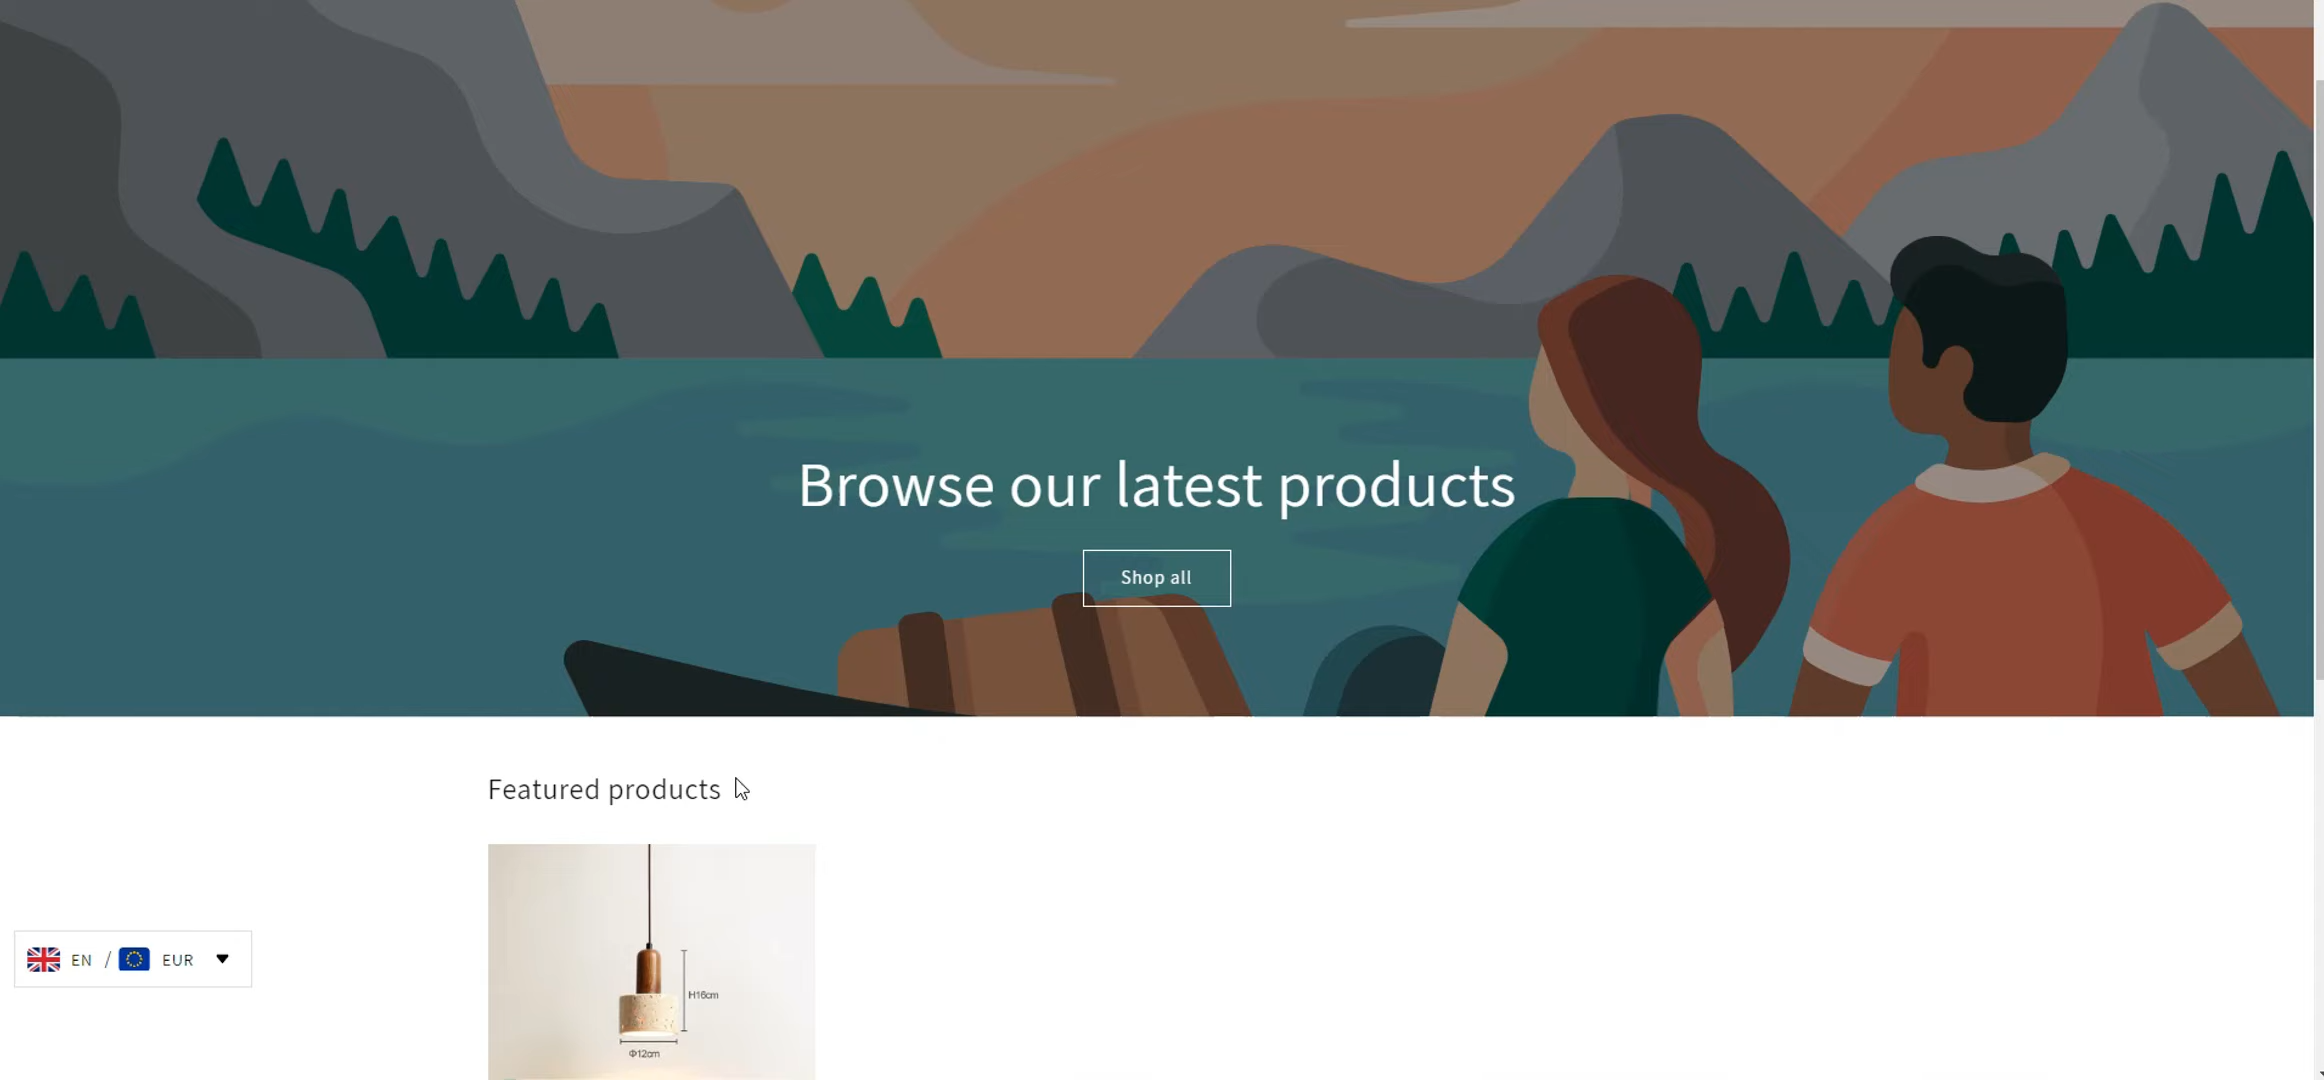 Browse our latest products
Shop all
Featured products
H16cm
Φ12cm
EN / EUR